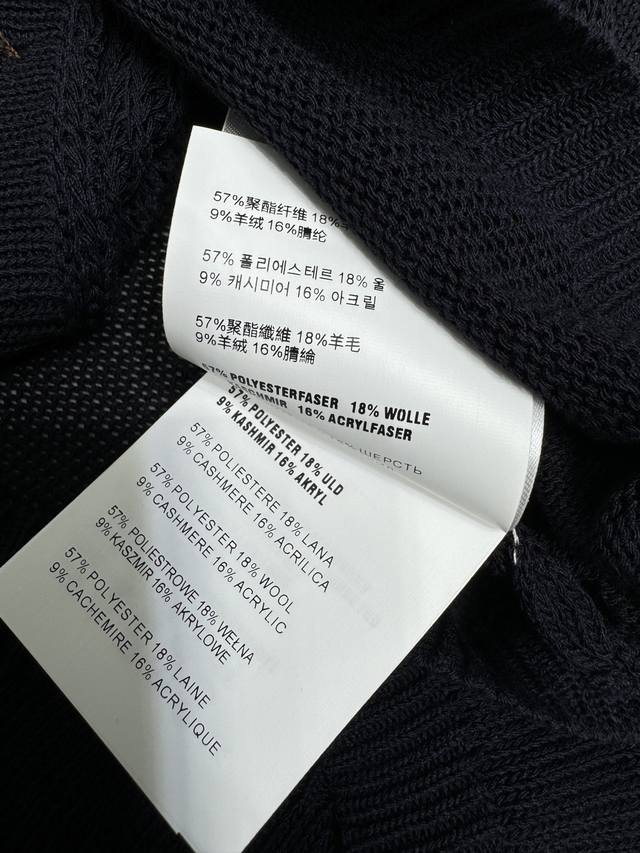 57%聚酯纤维 18%
9%羊绒 16%腈纶
57% 폴리에스테르 18% 울
9% 캐시미어 16% 아크릴
57%聚酯纖維 18%羊毛
9%羊絨 16%腈綸
57% POLYESTERFASER 18% WOLLE
16% ACRYLFASER
ШЕРСТЬ
57% POLYESTER 18% ULD
9% KASHMIR 16% AKRYL
57% POLIESTERE 18% LANA
9% CASHMERE 16% ACRILICA
57% POLYESTER 18% WOOL
9% CASHMERE 16% ACRYLIC
57% POLIESTROWE 18% WEŁNA
9% KASZMIR 16% AKRYLOWE
57% POLYESTER 18% LAINE
9% CACHEMIRE 16% ACRYLIQUE